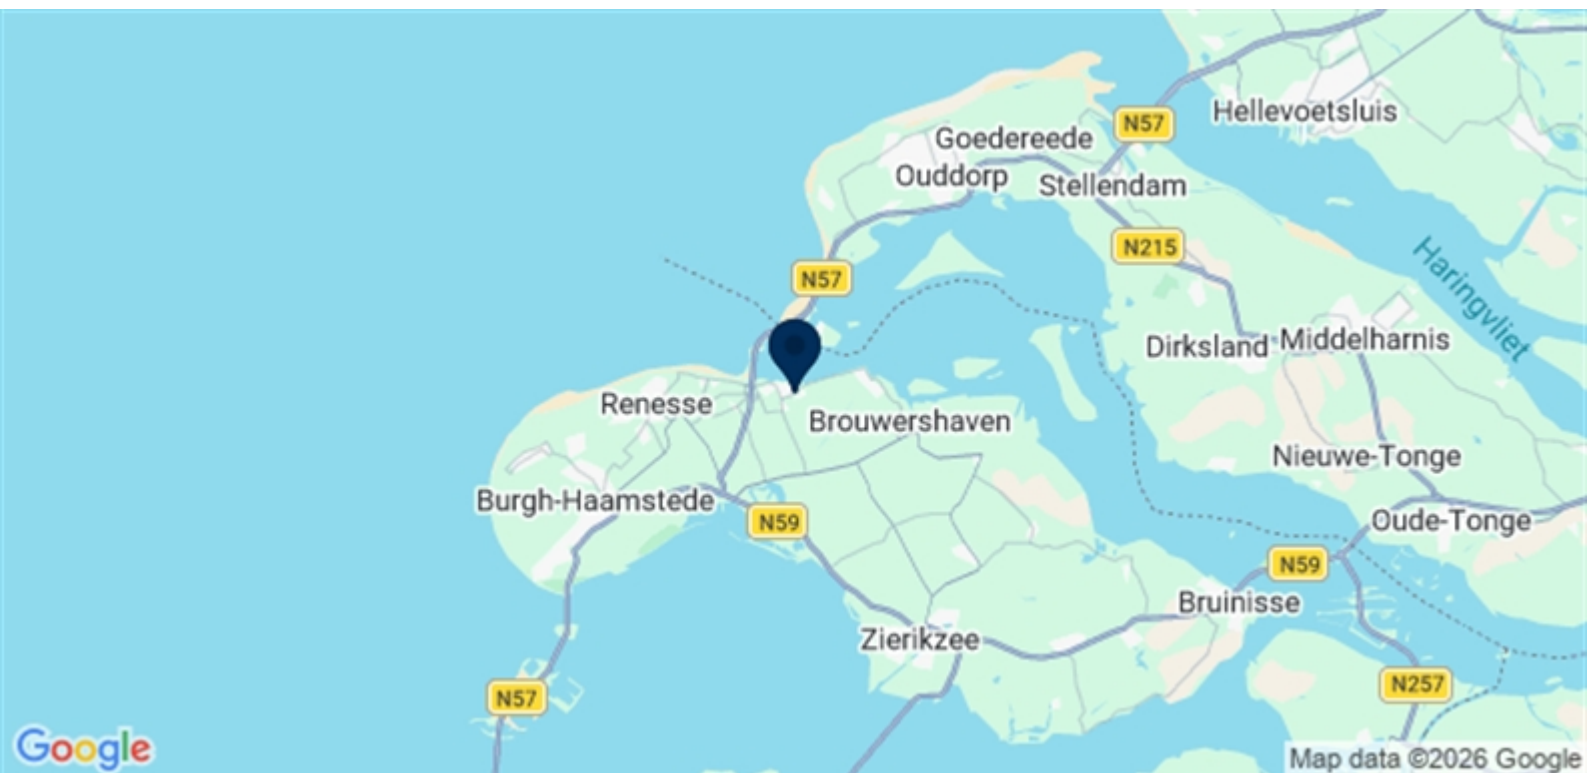 Hellevoetsluis
N57
Goedereede
Ouddorp
Stellendam
N215
N57
Haringvliet
Dirksland
Middelharnis
Renesse
Brouwershaven
Nieuwe-Tonge
Burgh-Haamstede
N59
Oude-Tonge
N59
Bruinisse
Zierikzee
N57
N257
Google
Map data ©2026 Google